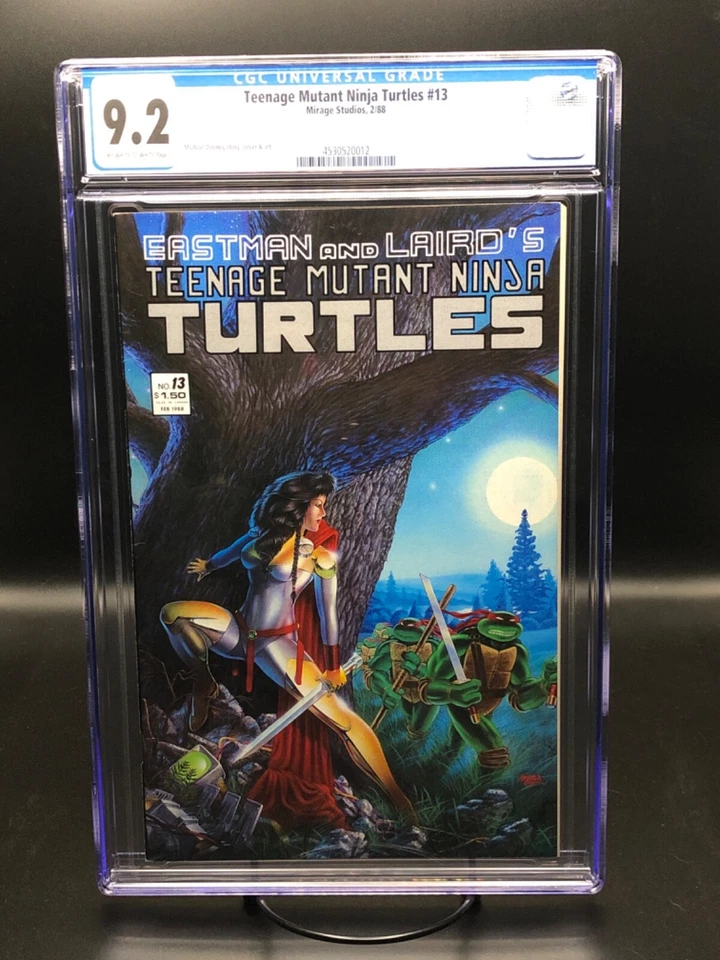 CGC UNIVERSAL GRADE
9.2
Teenage Mutant Ninja Turtles #13
Mirage Studios, 2/88
4530520012
EASTMAN AND LAIRD'S
TEENAGE MUTANT NINJA
TURTLES
NO. 13
$1.50
FEB 1988